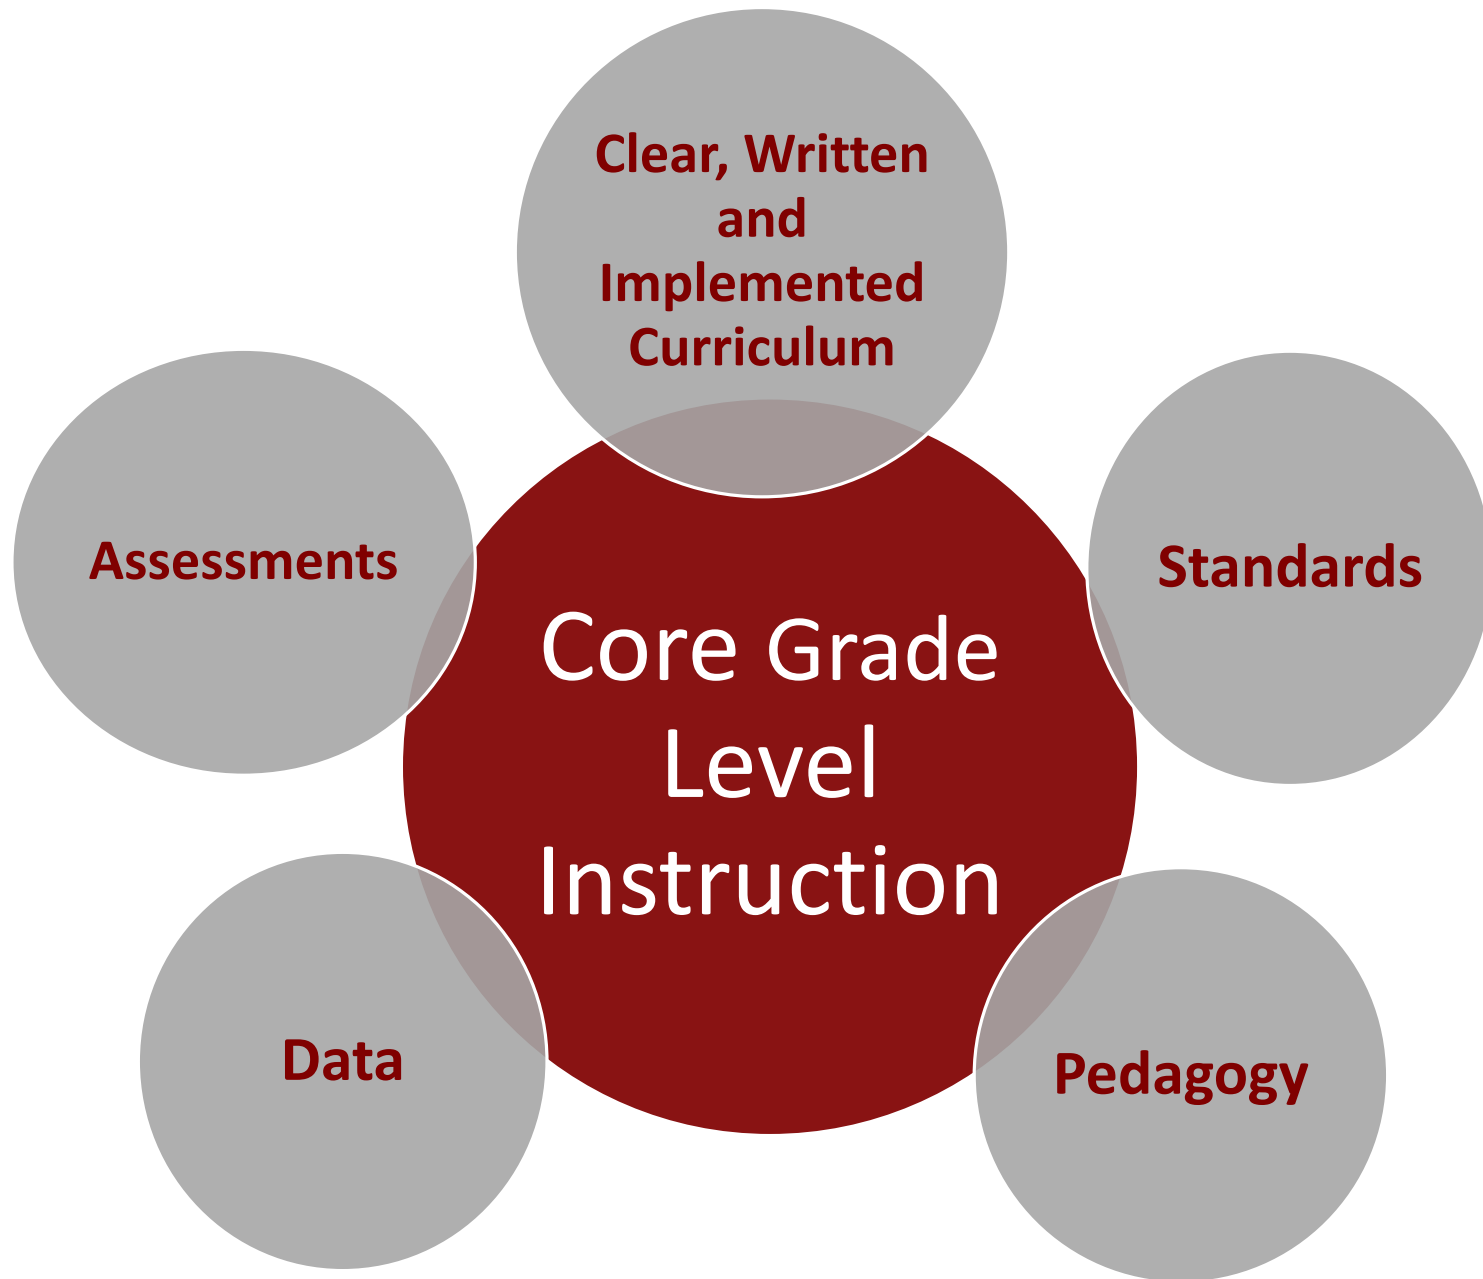 Clear, Written
and
Implemented
Curriculum
Assessments
Standards
Core Grade
Level
Instruction
Data
Pedagogy